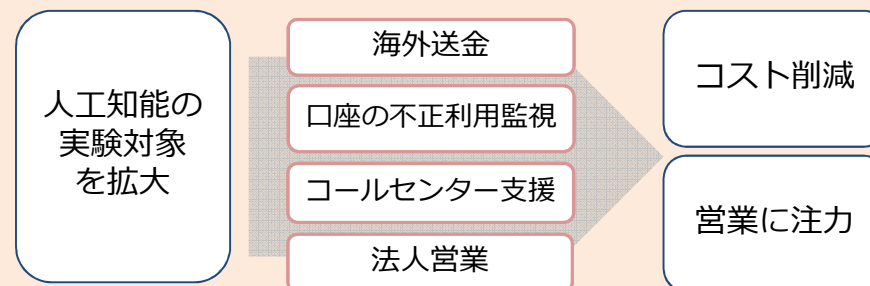 人工知能の
実験対象
を拡大
海外送金
口座の不正利用監視
コールセンター支援
法人営業
コスト削減
営業に注力